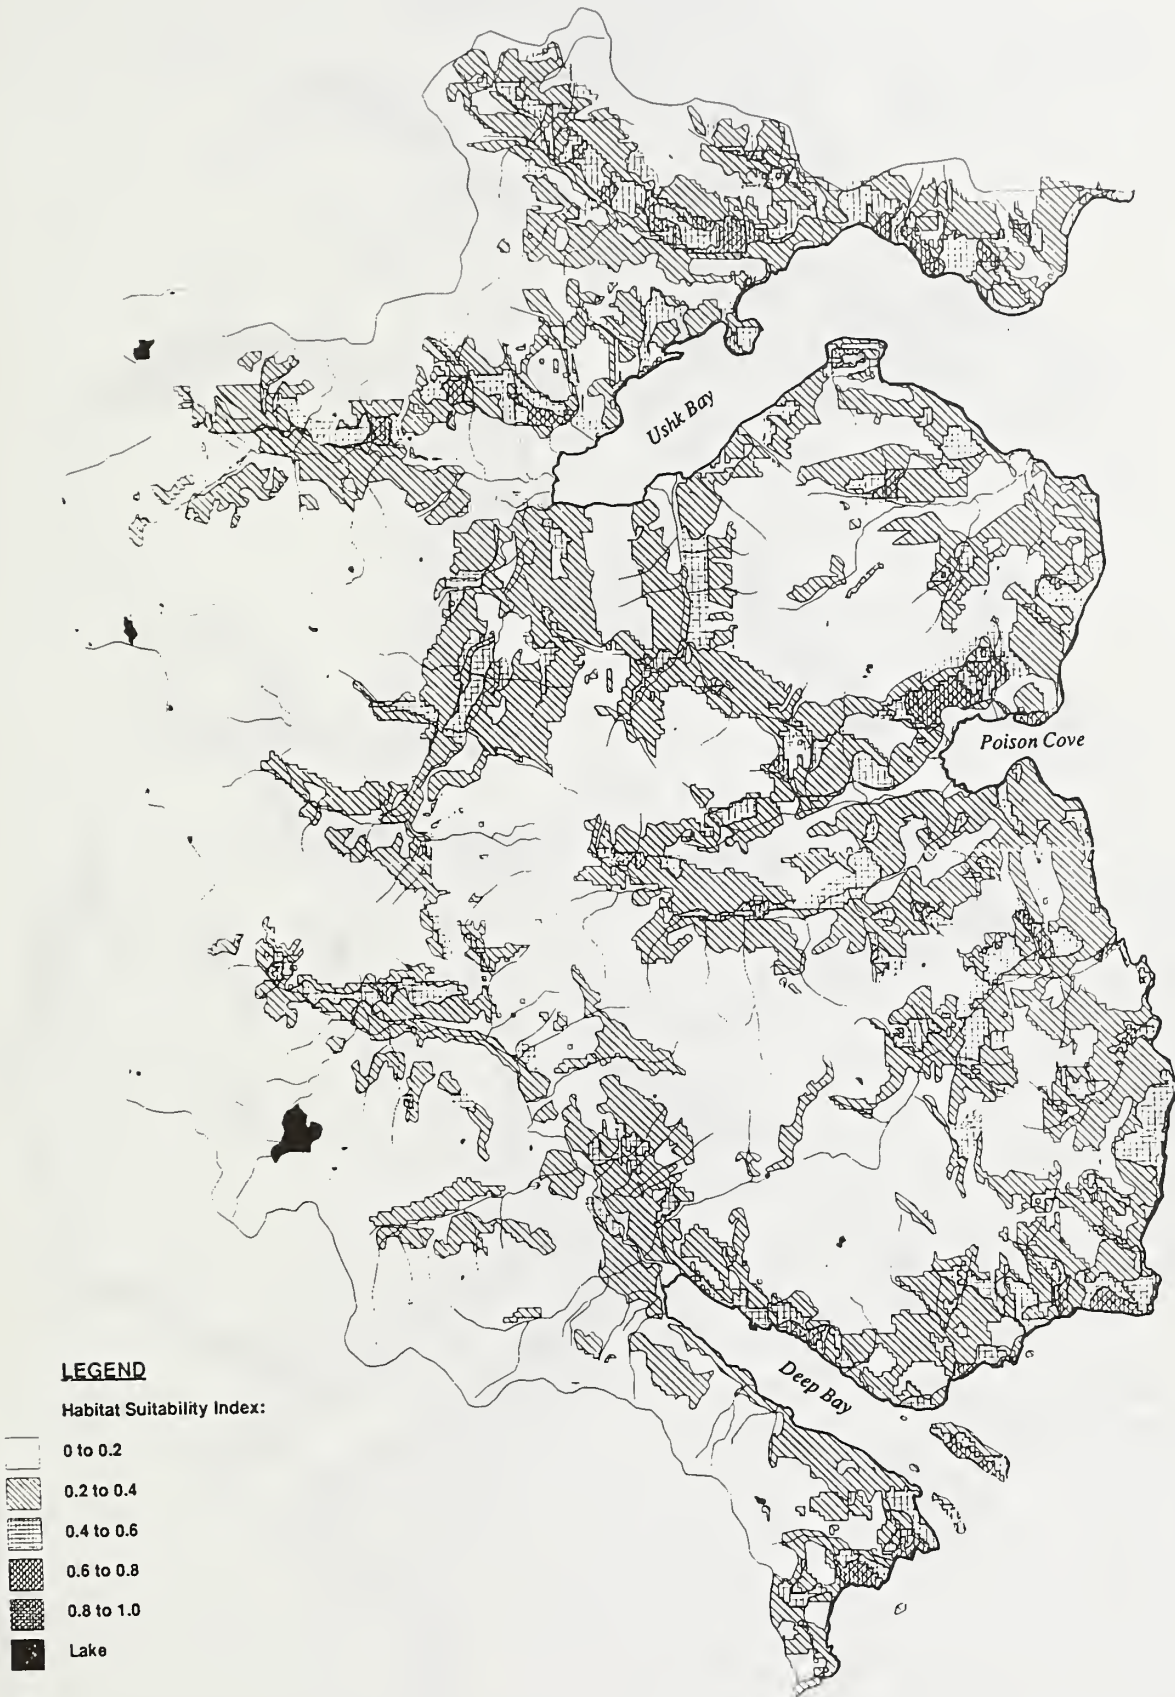 Ushk Bay
Poison Cove
Deep Bay
LEGEND
Habitat Suitability Index:
0 to 0.2
0.2 to 0.4
0.4 to 0.6
0.6 to 0.8
0.8 to 1.0
Lake